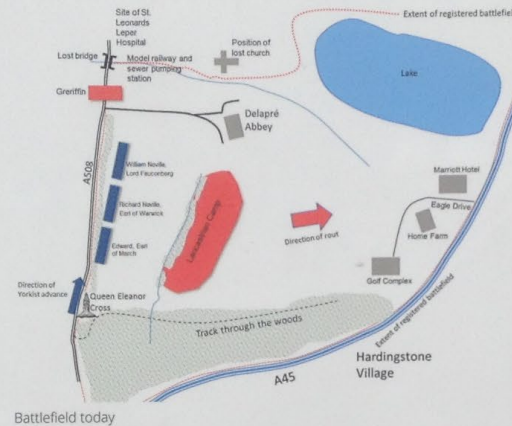 Site of St.
Leonards
Leper
Hospital
Extent of registered battlefield
Lost bridge
Model railway and
sewer pumping
station
Position of
lost church
Lake
Greriffin
Delapré
Abbey
A508
William Neville,
Lord Fauconberg
Marriott Hotel
Richard Neville,
Earl of Warwick
Lancastrian Camp
Eagle Drive
Direction of rout
Home Farm
Edward, Earl
of March
Golf Complex
Direction of
Yorkist advance
Queen Eleanor
Cross
Extent of registered battlefield
Track through the woods
Hardingstone
Village
A45
Battlefield today